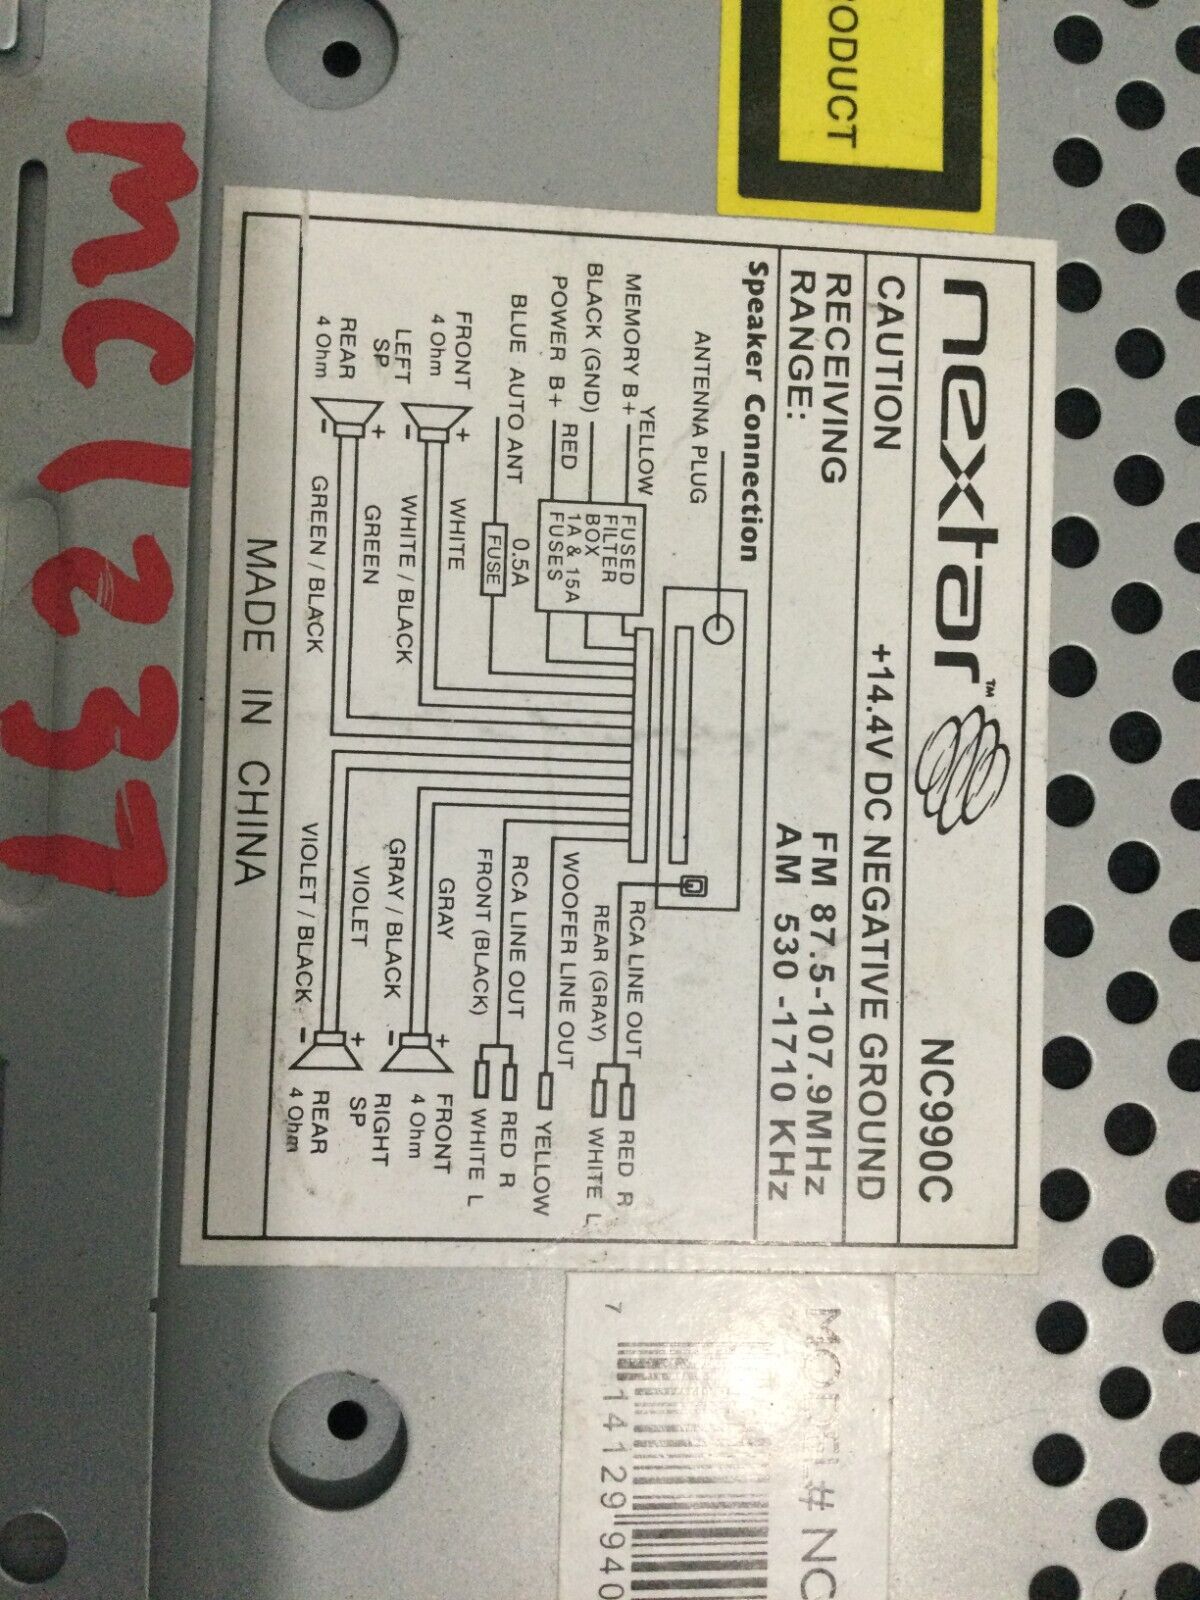 PRODUCT
MC1237
nextar™ NC990C
CAUTION +14.4V DC NEGATIVE GROUND
RECEIVING FM 87.5-107.9MHz
RANGE: AM 530 -1710 KHz
Speaker Connection
ANTENNA PLUG
YELLOW
MEMORY B+
BLACK (GND)
RED
POWER B+
BLUE AUTO ANT
FUSED
FILTER
BOX
1A & 15A
FUSES
0.5A
FUSE
RCA LINE OUT
REAR (GRAY)
RED R
WHITE L
WOOFER LINE OUT
YELLOW
RCA LINE OUT
FRONT (BLACK)
RED R
WHITE L
FRONT
4 Ohm
LEFT
SP
REAR
4 Ohm
+
-
+
-
WHITE
WHITE / BLACK
GREEN
GREEN / BLACK
GRAY
GRAY / BLACK
VIOLET
VIOLET / BLACK
+
-
+
-
FRONT
4 Ohm
RIGHT
SP
REAR
4 Ohm
MADE IN CHINA
MODEL# NC
7 14129 940